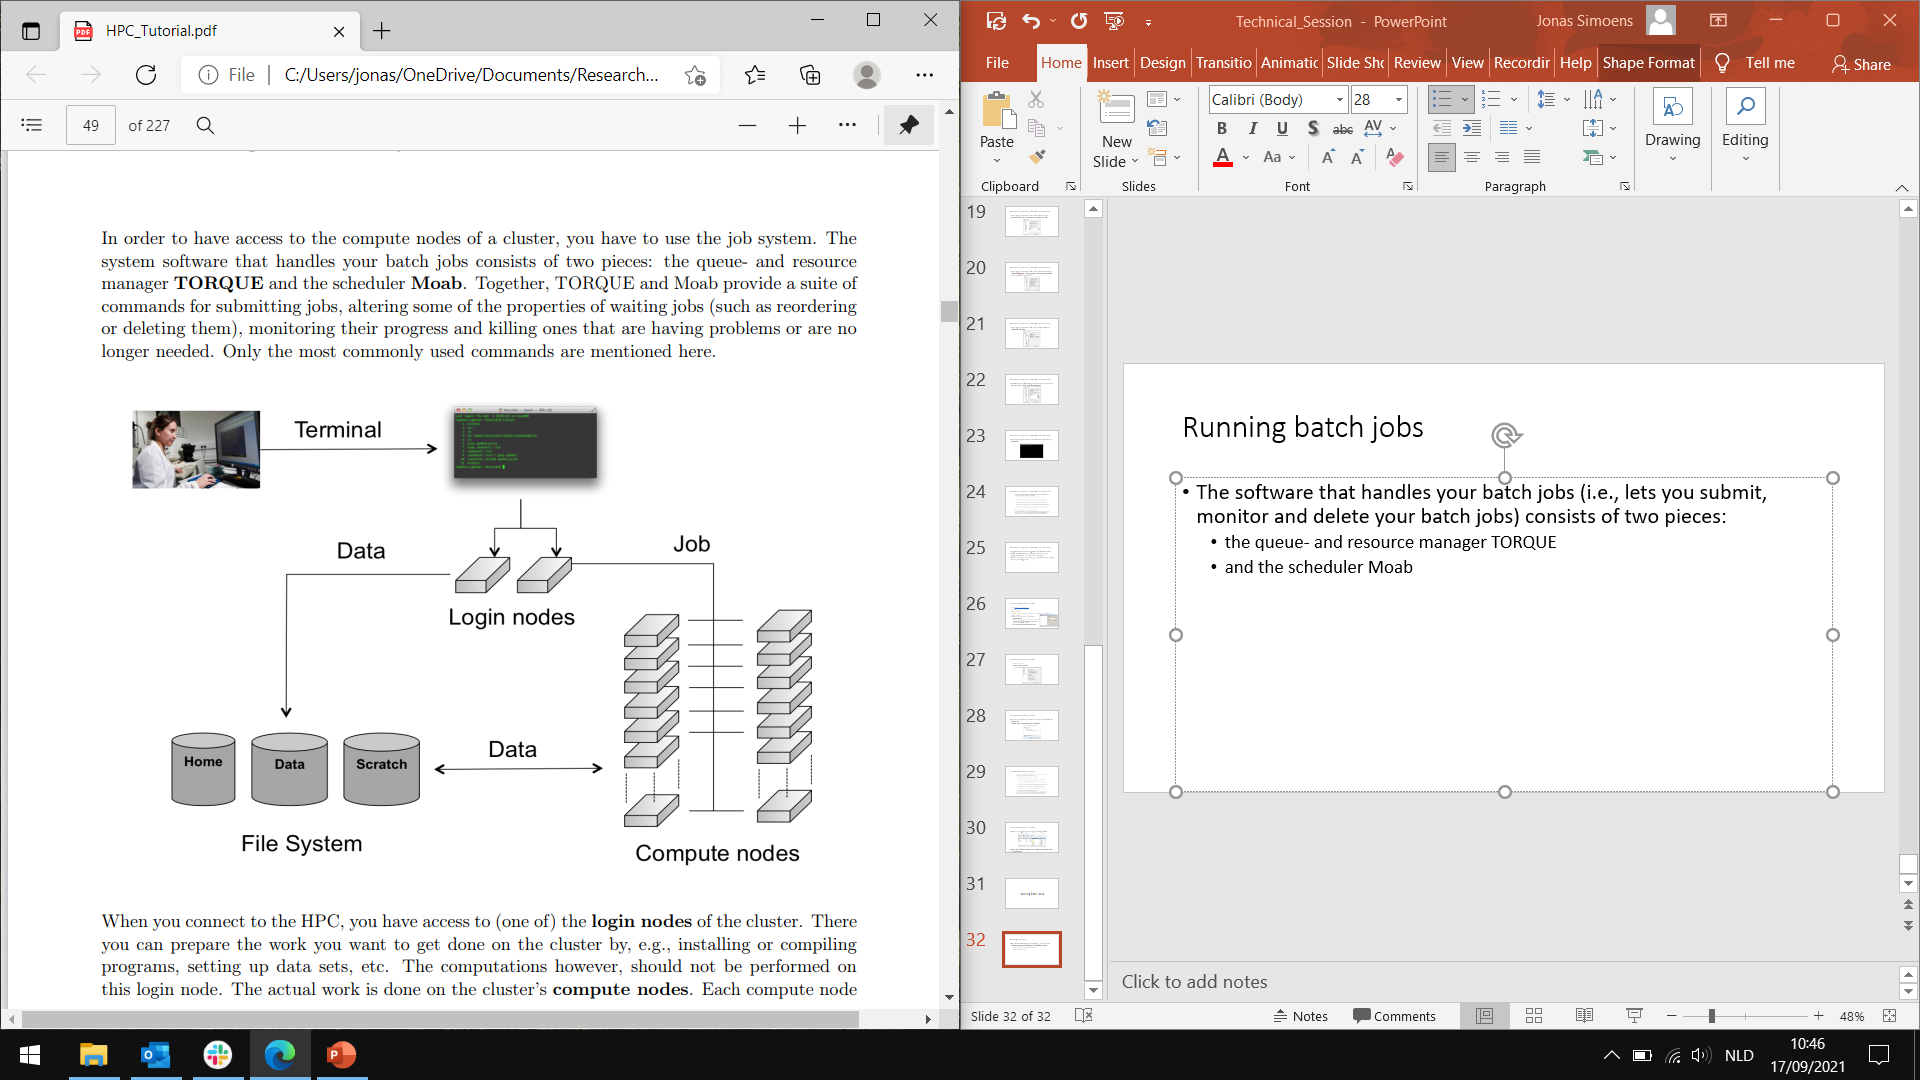 HPC_Tutorial.pdf
File
C:/Users/jonas/OneDrive/Documents/Research...
49
of 227
In order to have access to the compute nodes of a cluster, you have to use the job system. The
system software that handles your batch jobs consists of two pieces: the queue- and resource
manager TORQUE and the scheduler Moab. Together, TORQUE and Moab provide a suite of
commands for submitting jobs, altering some of the properties of waiting jobs (such as reordering
or deleting them), monitoring their progress and killing ones that are having problems or are no
longer needed. Only the most commonly used commands are mentioned here.
Terminal
Data
Job
Login nodes
Home
Data
Scratch
Data
File System
Compute nodes
When you connect to the HPC, you have access to (one of) the login nodes of the cluster. There
you can prepare the work you want to get done on the cluster by, e.g., installing or compiling
programs, setting up data sets, etc. The computations however, should not be performed on
this login node. The actual work is done on the cluster's compute nodes. Each compute node
Technical_Session - PowerPoint
Jonas Simoens
File Home Insert Design Transitio Animatic Slide Sho Review View Recordir Help Shape Format Tell me Share
Paste
Clipboard
New
Slide
Slides
Calibri (Body) 28
B I U S abc AV
A Aa A A
Font
Paragraph
Drawing
Editing
19
20
21
22
23
24
25
26
27
28
29
30
31
32
Running batch jobs
• The software that handles your batch jobs (i.e., lets you submit,
monitor and delete your batch jobs) consists of two pieces:
• the queue- and resource manager TORQUE
• and the scheduler Moab
Click to add notes
Slide 32 of 32
Notes
Comments
48%
NLD
10:46
17/09/2021